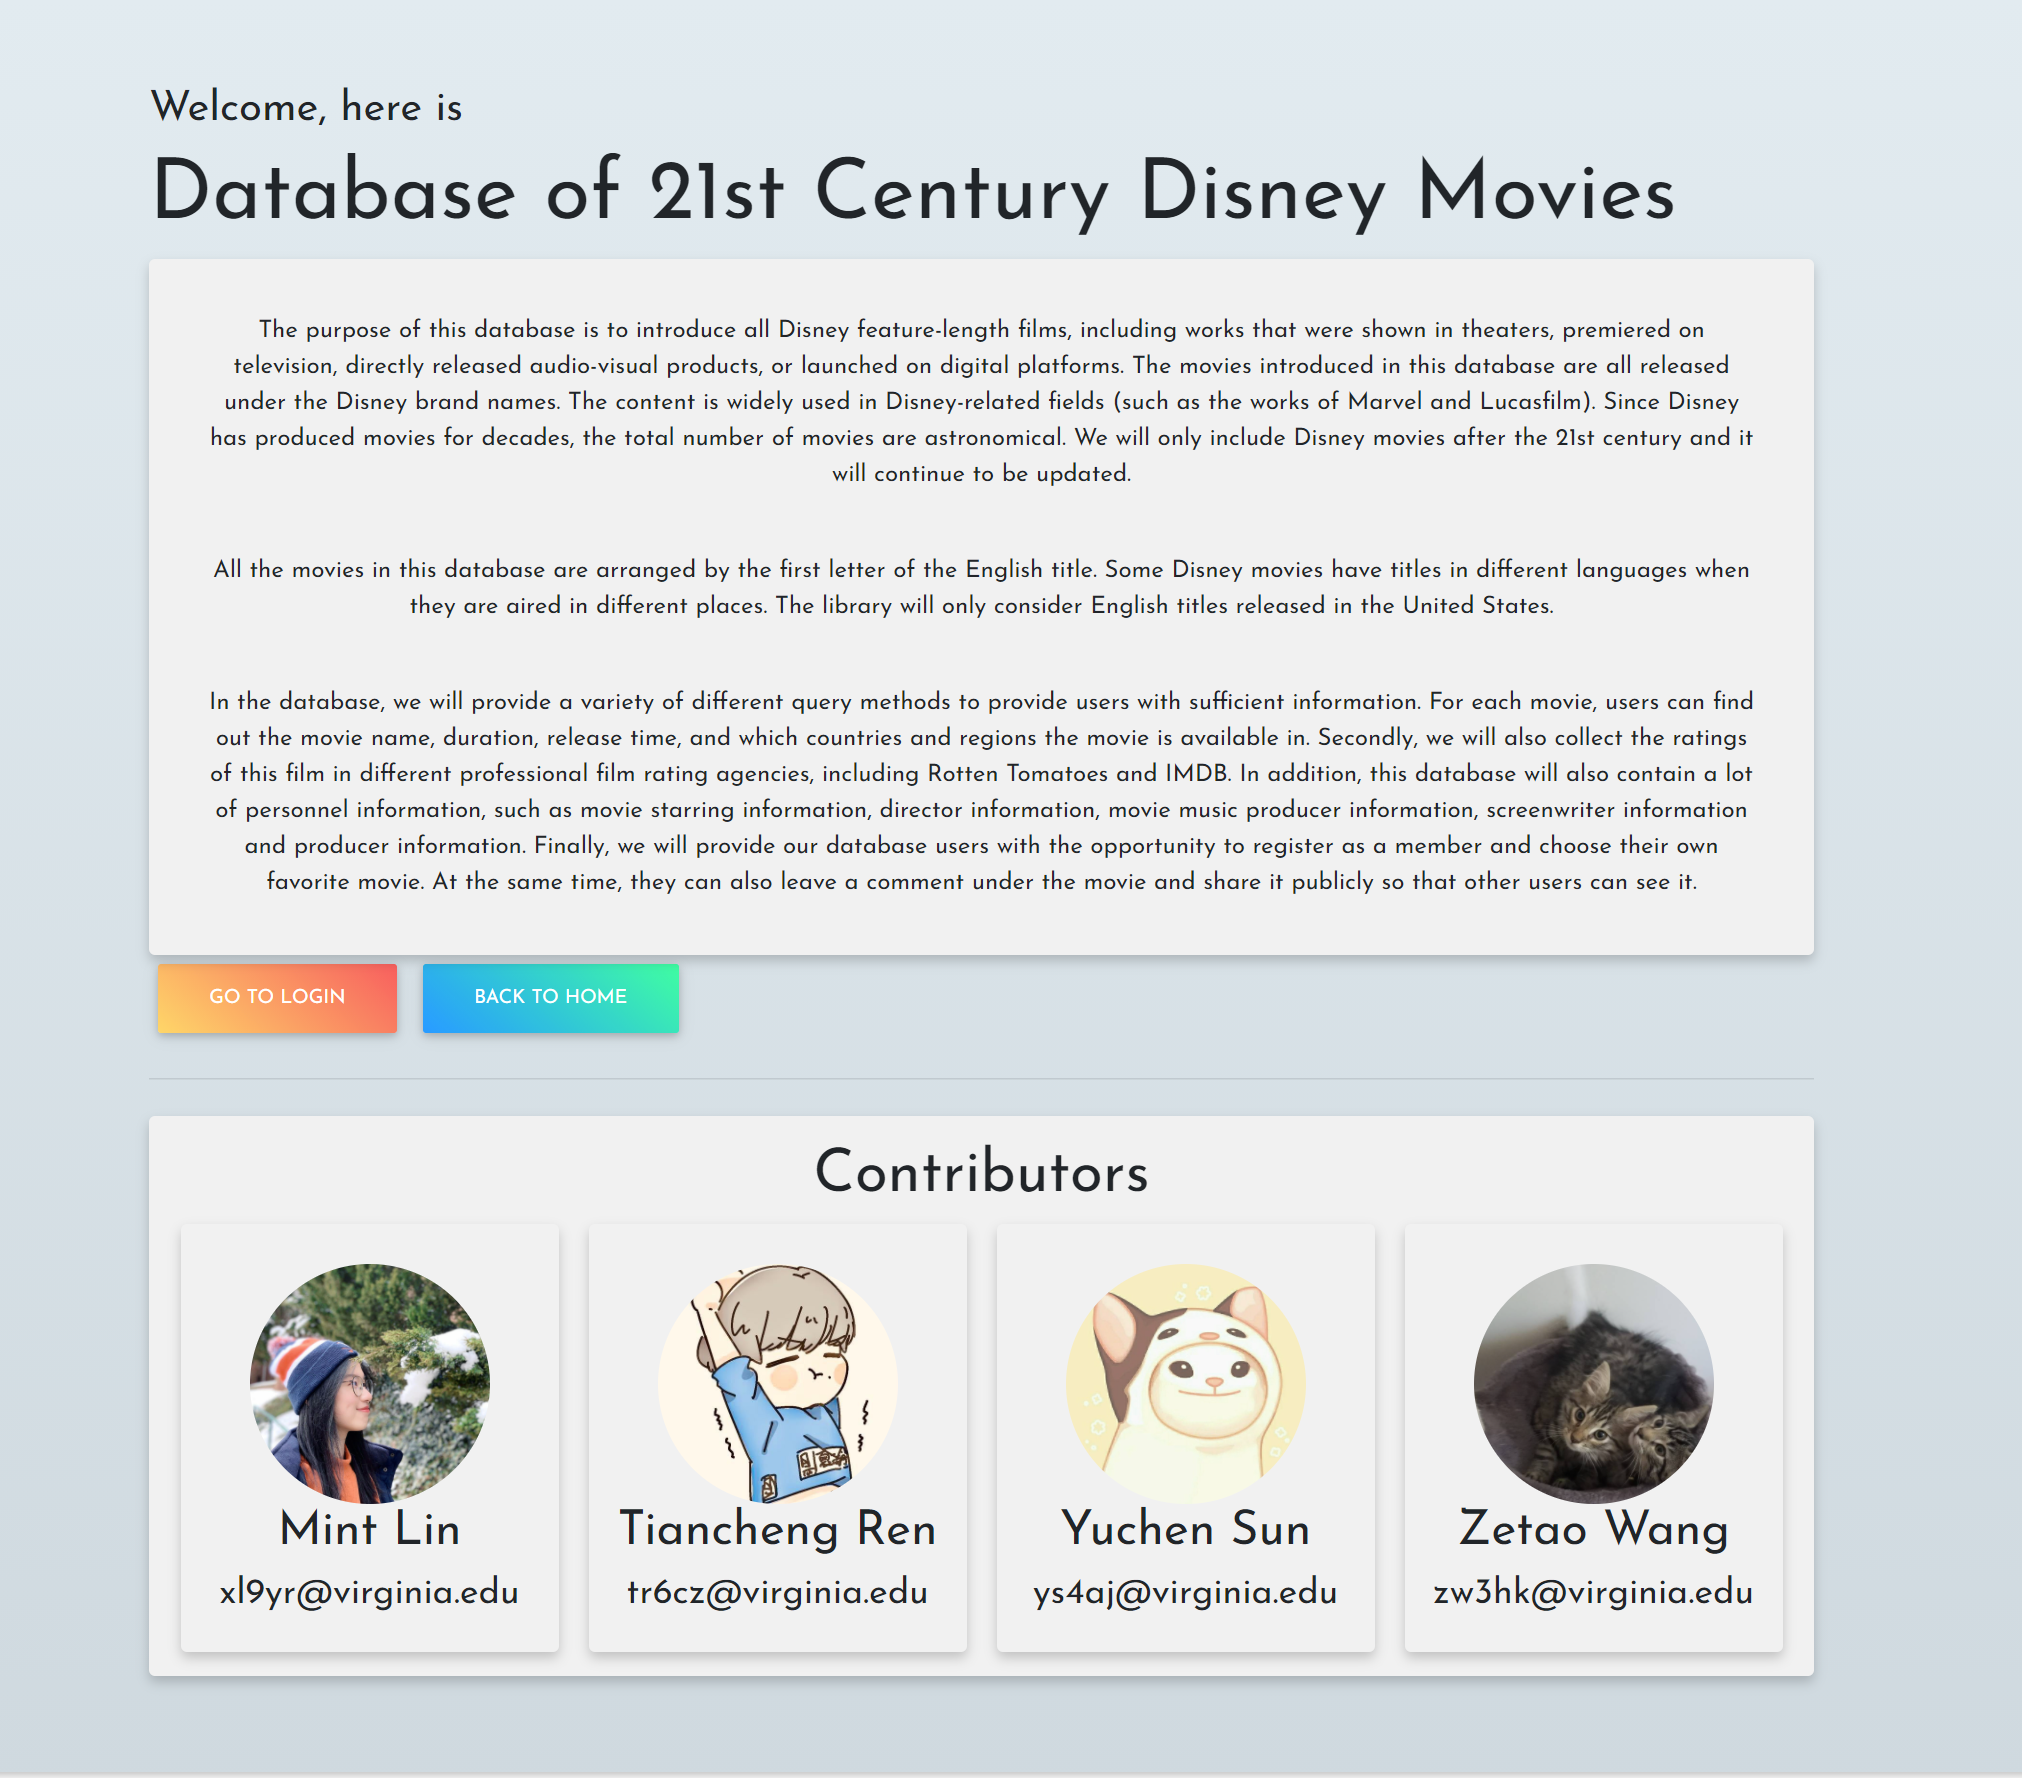 Welcome, here is
Database of 21st Century Disney Movies
The purpose of this database is to introduce all Disney feature-length films, including works that were shown in theaters, premiered on
television, directly released audio-visual products, or launched on digital platforms. The movies introduced in this database are all released
under the Disney brand names. The content is widely used in Disney-related fields (such as the works of Marvel and Lucasfilm). Since Disney
has produced movies for decades, the total number of movies are astronomical. We will only include Disney movies after the 21st century and it
will continue to be updated.
All the movies in this database are arranged by the first letter of the English title. Some Disney movies have titles in different languages when
they are aired in different places. The library will only consider English titles released in the United States.
In the database, we will provide a variety of different query methods to provide users with sufficient information. For each movie, users can find
out the movie name, duration, release time, and which countries and regions the movie is available in. Secondly, we will also collect the ratings
of this film in different professional film rating agencies, including Rotten Tomatoes and IMDB. In addition, this database will also contain a lot
of personnel information, such as movie starring information, director information, movie music producer information, screenwriter information
and producer information. Finally, we will provide our database users with the opportunity to register as a member and choose their own
favorite movie. At the same time, they can also leave a comment under the movie and share it publicly so that other users can see it.
GO TO LOGIN
BACK TO HOME
Contributors
Mint Lin
xl9yr@virginia.edu
Tiancheng Ren
tr6cz@virginia.edu
Yuchen Sun
ys4aj@virginia.edu
Zetao Wang
zw3hk@virginia.edu